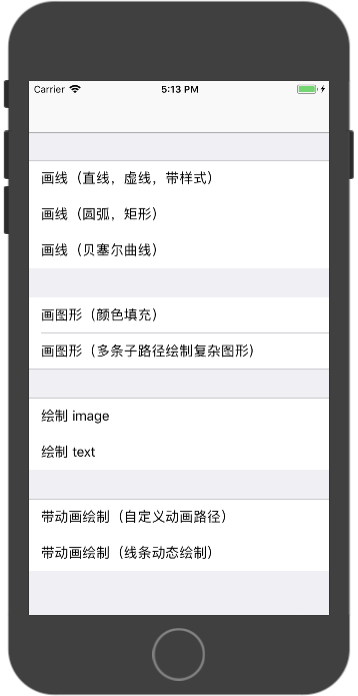 Carrier 5:13 PM
画线（直线，虚线，带样式）
画线（圆弧，矩形）
画线（贝塞尔曲线）
画图形（颜色填充）
画图形（多条子路径绘制复杂图形）
绘制 image
绘制 text
带动画绘制（自定义动画路径）
带动画绘制（线条动态绘制）